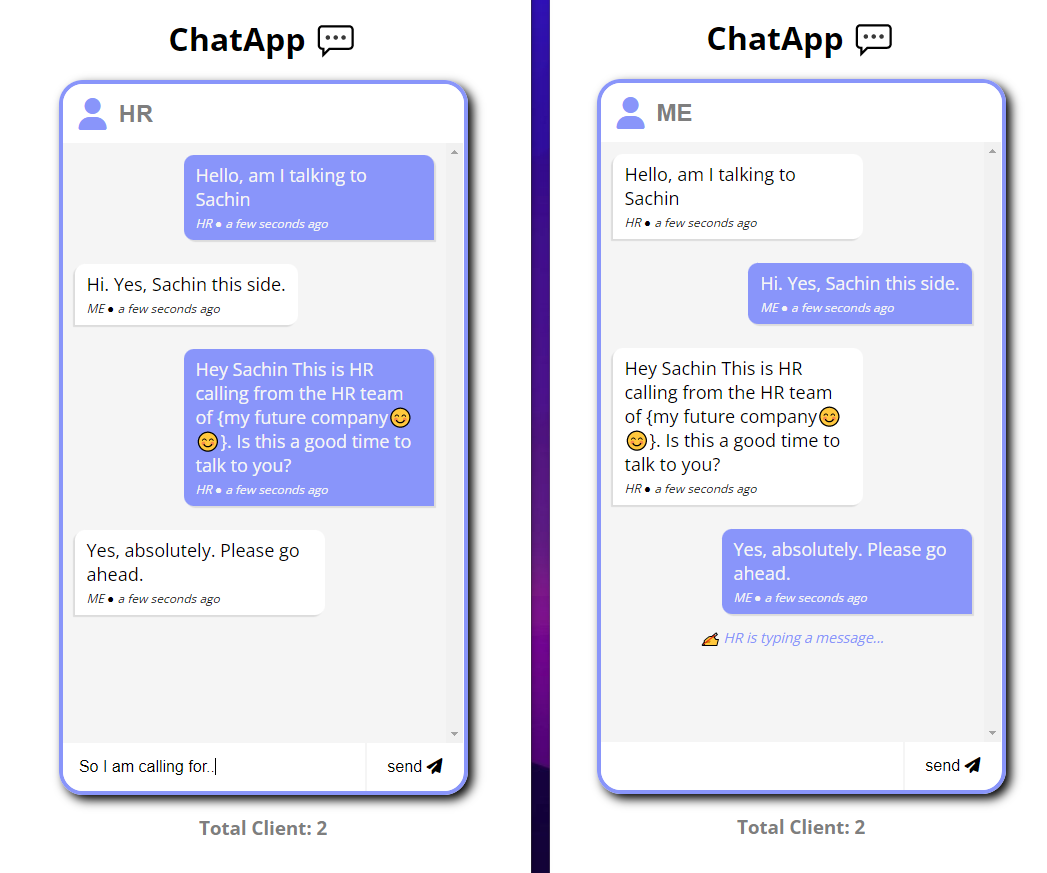 ChatApp
HR
Hello, am I talking to
Sachin
HR ● a few seconds ago
Hi. Yes, Sachin this side.
ME ● a few seconds ago
Hey Sachin This is HR
calling from the HR team
of {my future company😊
😊}. Is this a good time to
talk to you?
HR ● a few seconds ago
Yes, absolutely. Please go
ahead.
ME ● a few seconds ago
So I am calling for..
send
Total Client: 2
ChatApp
ME
Hello, am I talking to
Sachin
HR ● a few seconds ago
Hi. Yes, Sachin this side.
ME ● a few seconds ago
Hey Sachin This is HR
calling from the HR team
of {my future company😊
😊}. Is this a good time to
talk to you?
HR ● a few seconds ago
Yes, absolutely. Please go
ahead.
ME ● a few seconds ago
✍ HR is typing a message...
send
Total Client: 2